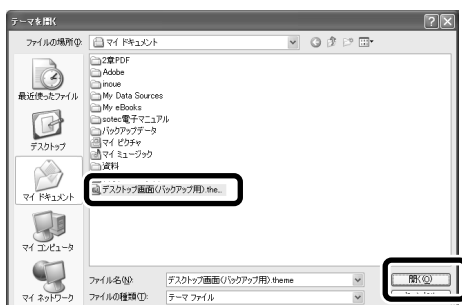 テーマを開く
ファイルの場所(I):
マイ ドキュメント
最近使ったファイル
デスクトップ
マイ ドキュメント
マイ コンピュータ
マイ ネットワーク
2章PDF
Adobe
inoue
My Data Sources
My eBooks
sotec電子マニュアル
バックアップデータ
マイ ピクチャ
マイ ミュージック
資料
デスクトップ画面(バックアップ用).the...
ファイル名(N):
デスクトップ画面(バックアップ用).theme
開く(O)
ファイルの種類(T):
テーマ ファイル